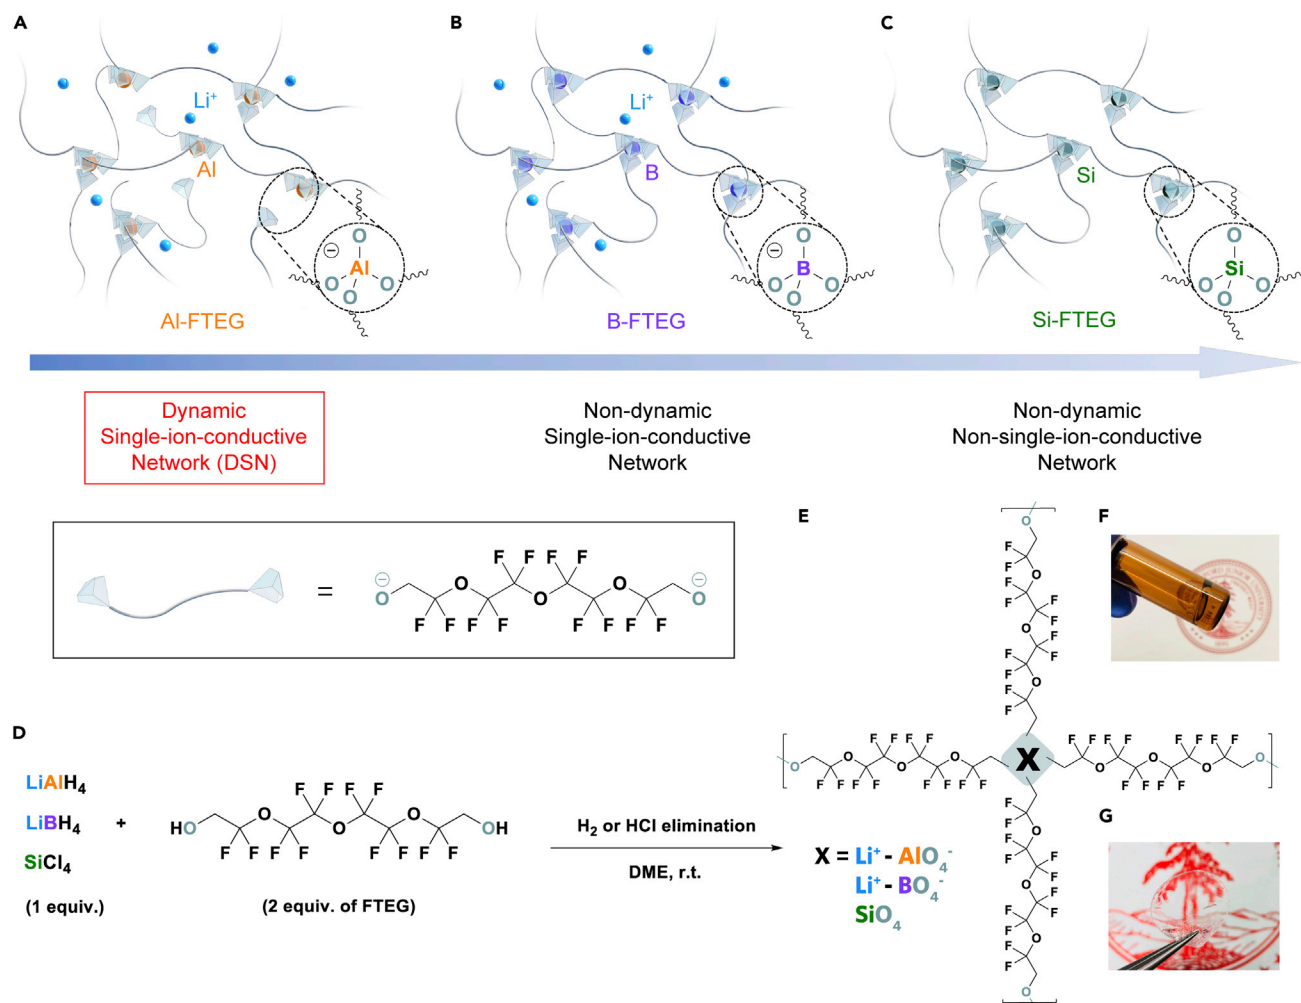 A
B
C
Li⁺
Al
⊖
O
Al
O
O
O
Al-FTEG
Li⁺
B
⊖
O
B
O
O
O
B-FTEG
Si
O
Si
O
O
O
Si-FTEG
Dynamic
Single-ion-conductive
Network (DSN)
Non-dynamic
Single-ion-conductive
Network
Non-dynamic
Non-single-ion-conductive
Network
=
⊖ F F F F ⊖
O O O O O
F F F F F F F F
D
LiAlH₄
LiBH₄
SiCl₄
(1 equiv.)
+
F F F F
HO O O O OH
F F F F F F F F
(2 equiv. of FTEG)
H₂ or HCl elimination
DME, r.t.
E
O
F
F
O
F
F
F
F
O
F
F
F
F
O
F
F
F F F F
O O O O
F F F F F F F F
X
F F F F F F F F
O O O O
F F F F
F
F
O
F
F
F
F
O
F
F
F
F
O
F
F
O
X = Li⁺ - AlO₄⁻
Li⁺ - BO₄⁻
SiO₄
F
G